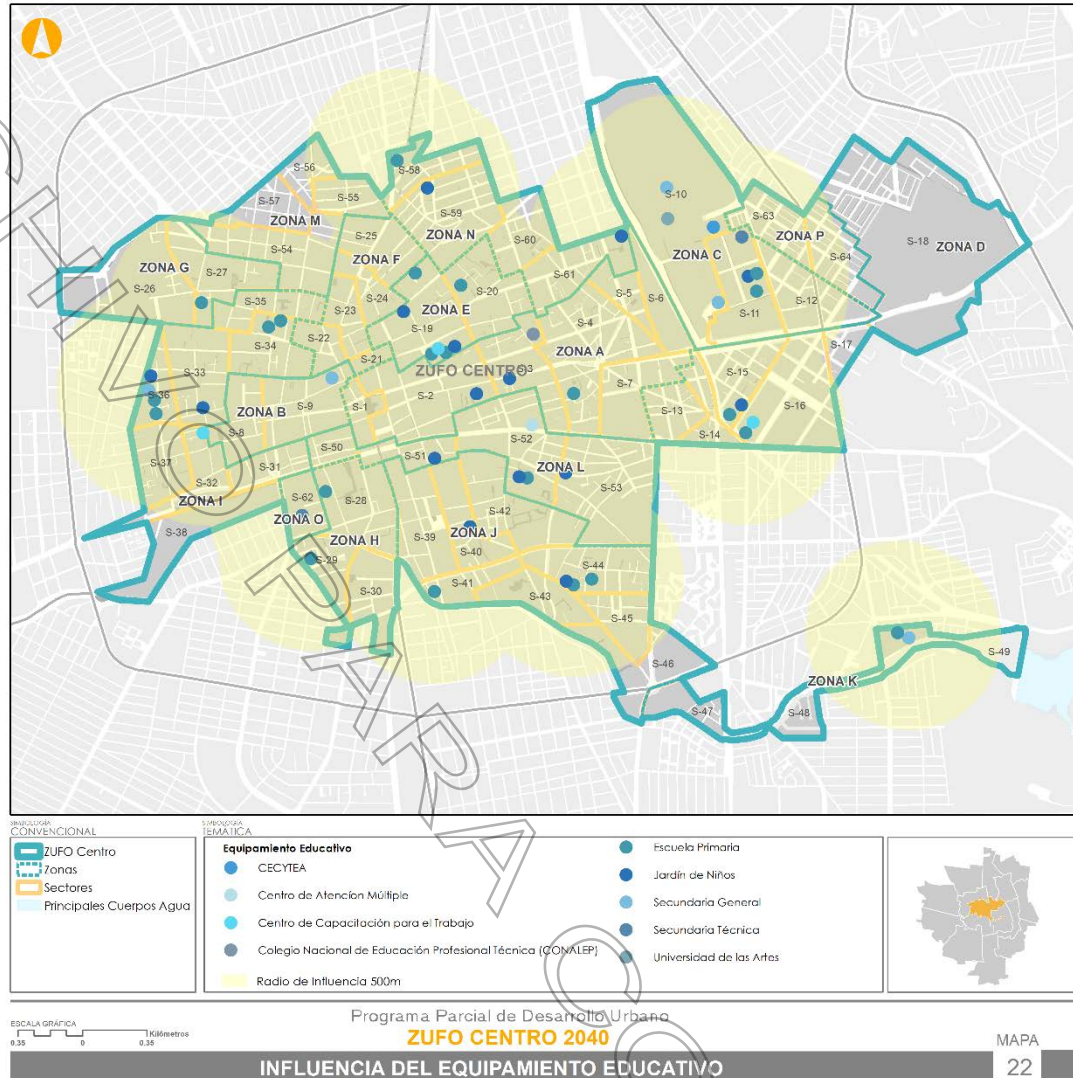 S-56
S-58
S-57
S-55
S-59
ZONA M
S-10
S-63
ZONA N
S-25
S-60
ZONA P
S-54
ZONA C
S-18
ZONA D
ZONA G
S-27
ZONA F
S-61
S-64
S-26
S-24
S-20
S-5
S-6
S-12
S-35
S-23
ZONA E
S-11
S-19
S-4
S-34
S-22
S-21
ZONA A
S-17
ZUFO CENTRO
S-33
S-3
S-15
S-36
S-7
S-2
S-9
S-1
S-16
ZONA B
S-13
S-8
S-14
S-52
S-50
S-51
S-37
S-31
ZONA L
S-32
S-53
S-62
S-28
ZONA I
S-42
ZONA O
ZONA J
S-38
S-39
ZONA H
S-40
S-29
S-44
S-30
S-41
S-43
S-45
S-49
S-46
ZONA K
S-47
S-48
SIMBOLOGÍA
CONVENCIONAL
ZUFO Centro
Zonas
Sectores
Principales Cuerpos Agua
SIMBOLOGÍA
TEMÁTICA
Equipamiento Educativo
CECYTEA
Centro de Atención Múltiple
Centro de Capacitación para el Trabajo
Colegio Nacional de Educación Profesional Técnica (CONALEP)
Radio de Influencia 500m
Escuela Primaria
Jardín de Niños
Secundaria General
Secundaria Técnica
Universidad de las Artes
ESCALA GRÁFICA
Kilómetros
0.35 0 0.35
Programa Parcial de Desarrollo Urbano
ZUFO CENTRO 2040
MAPA
INFLUENCIA DEL EQUIPAMIENTO EDUCATIVO
22